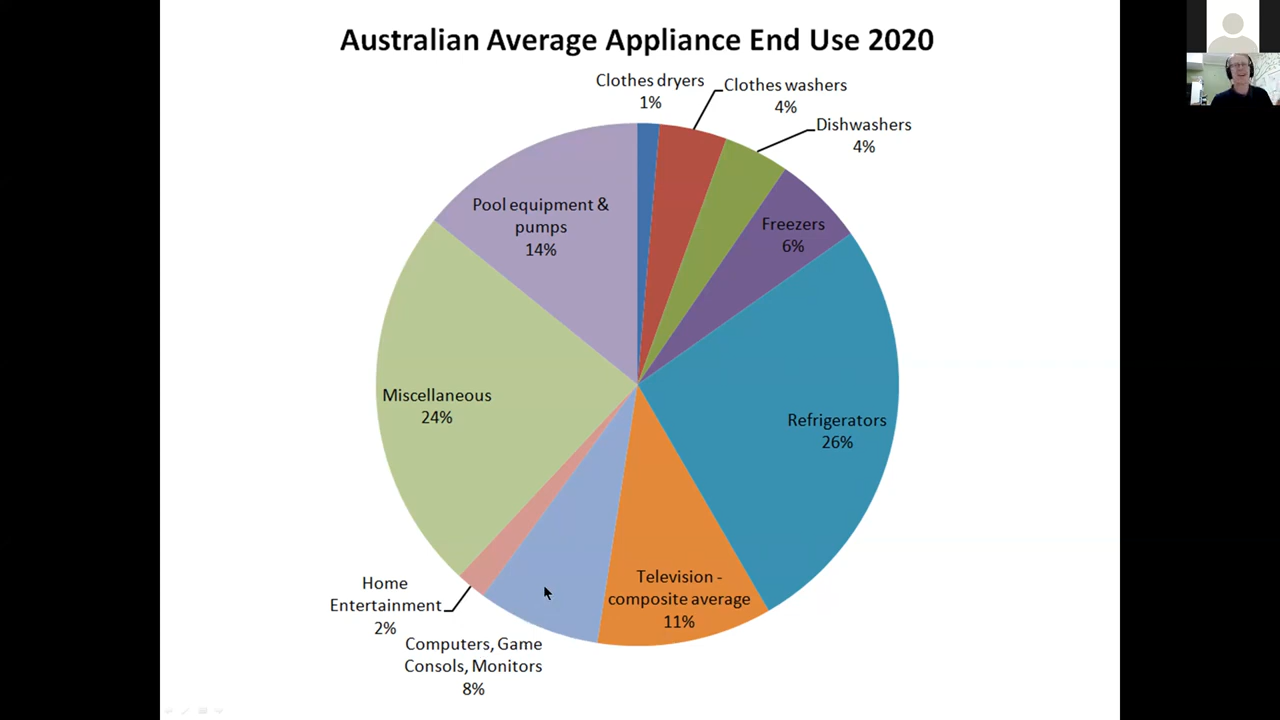 Australian Average Appliance End Use 2020
Clothes dryers
1%
Clothes washers
4%
Dishwashers
4%
Freezers
6%
Refrigerators
26%
Television -
composite average
11%
Computers, Game
Consols, Monitors
8%
Home
Entertainment
2%
Miscellaneous
24%
Pool equipment &
pumps
14%